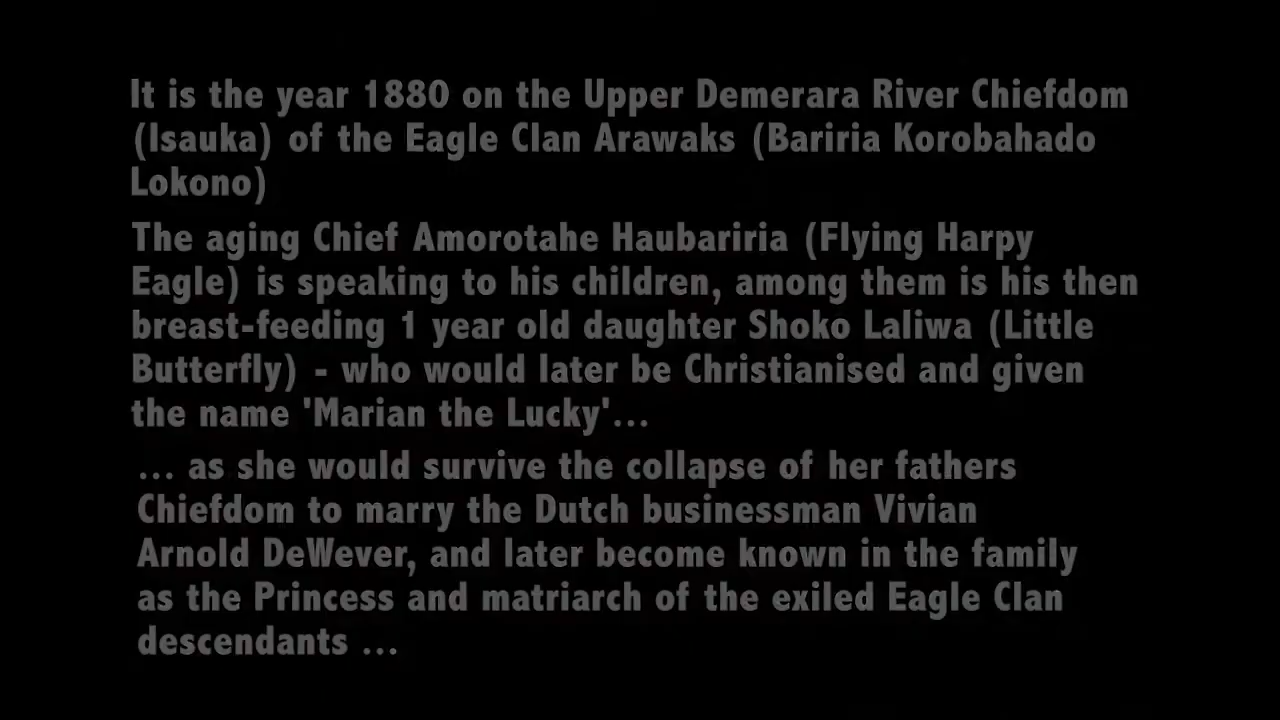 It is the year 1880 on the Upper Demerara River Chiefdom
(Isauka) of the Eagle Clan Arawaks (Bariria Korobahado
Lokono)
The aging Chief Amorotahe Haubariria (Flying Harpy
Eagle) is speaking to his children, among them is his then
breast-feeding 1 year old daughter Shoko Laliwa (Little
Butterfly) - who would later be Christianised and given
the name 'Marian the Lucky'...
... as she would survive the collapse of her fathers
Chiefdom to marry the Dutch businessman Vivian
Arnold DeWever, and later become known in the family
as the Princess and matriarch of the exiled Eagle Clan
descendants ...